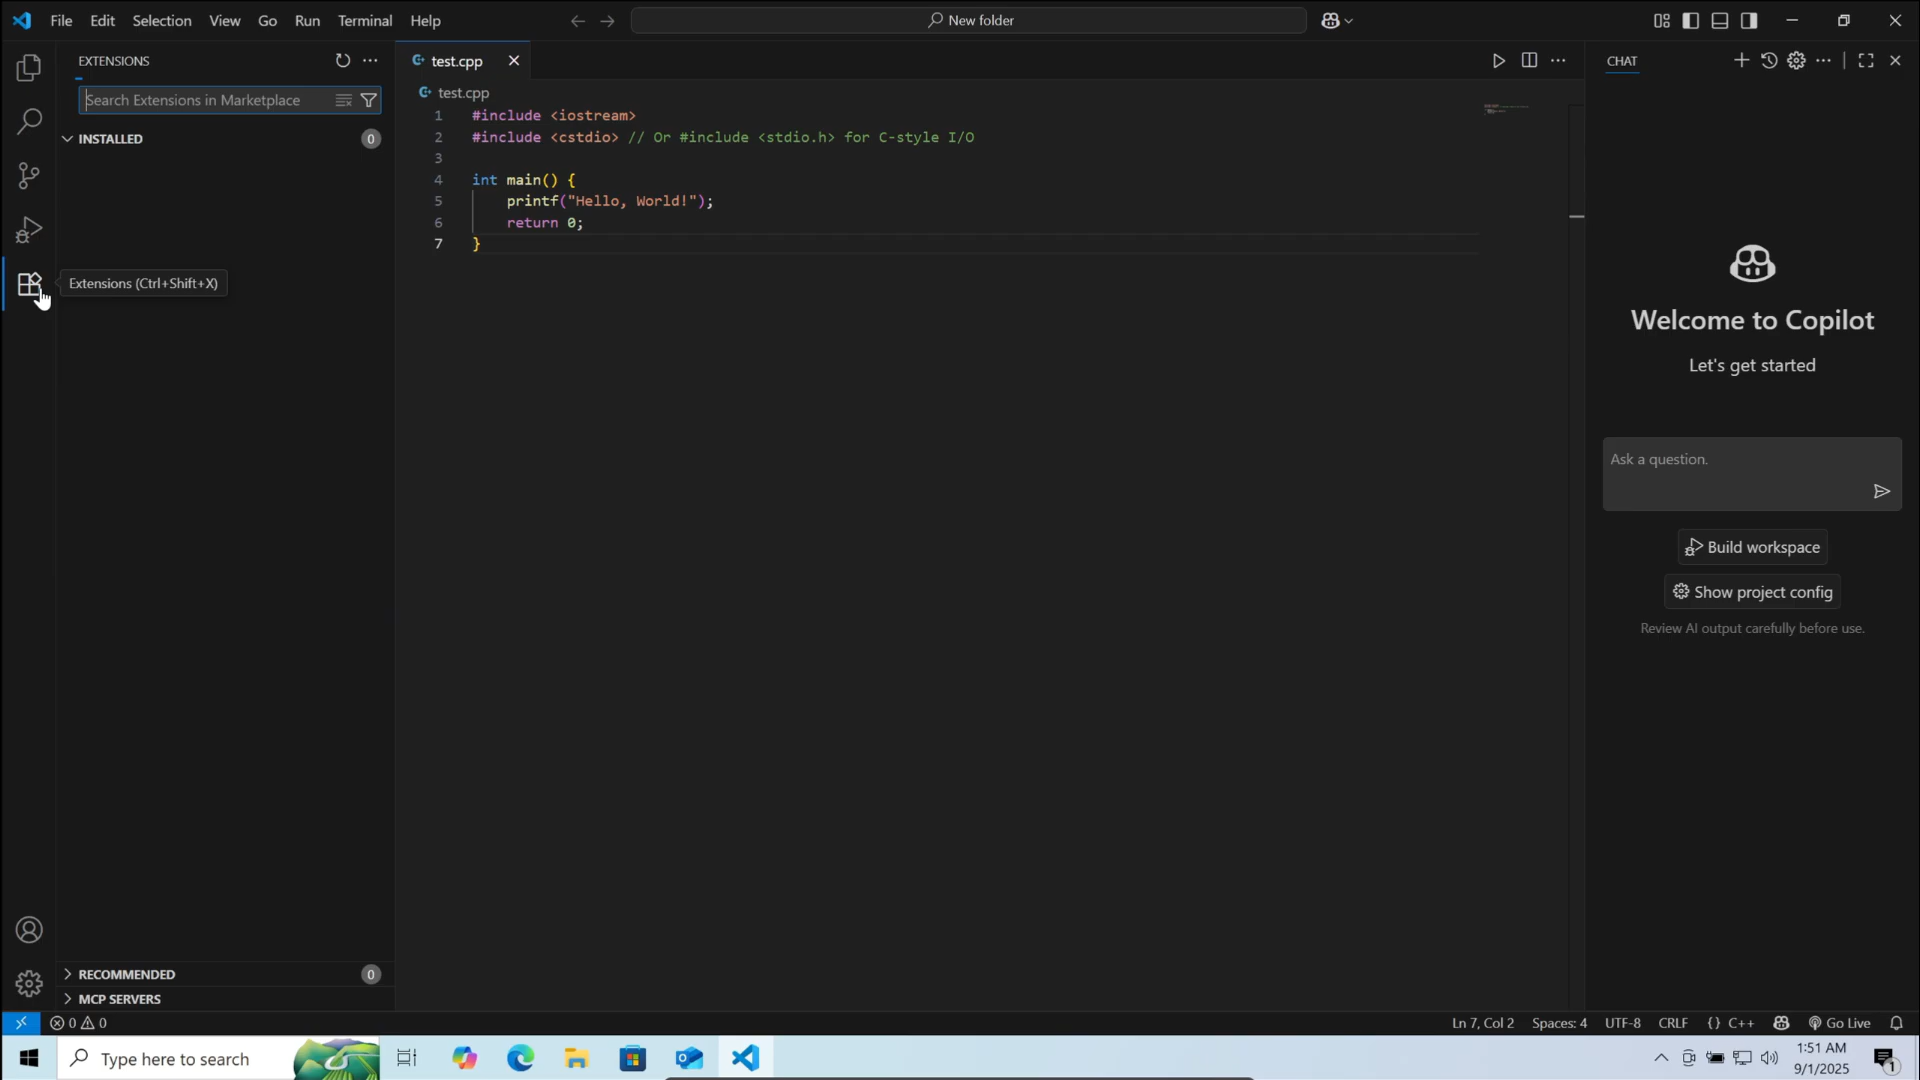 File Edit Selection View Go Run Terminal Help
New folder
EXTENSIONS
Search Extensions in Marketplace
INSTALLED 0
Extensions (Ctrl+Shift+X)
RECOMMENDED 0
MCP SERVERS
test.cpp
test.cpp
1 #include <iostream>
2 #include <cstdio> // Or #include <stdio.h> for C-style I/O
3
4 int main() {
5 printf("Hello, World!");
6 return 0;
7 }
CHAT
Welcome to Copilot
Let's get started
Ask a question.
Build workspace
Show project config
Review AI output carefully before use.
0 0 Ln 7, Col 2 Spaces: 4 UTF-8 CRLF {} C++ Go Live
Type here to search
1:51 AM
9/1/2025
1